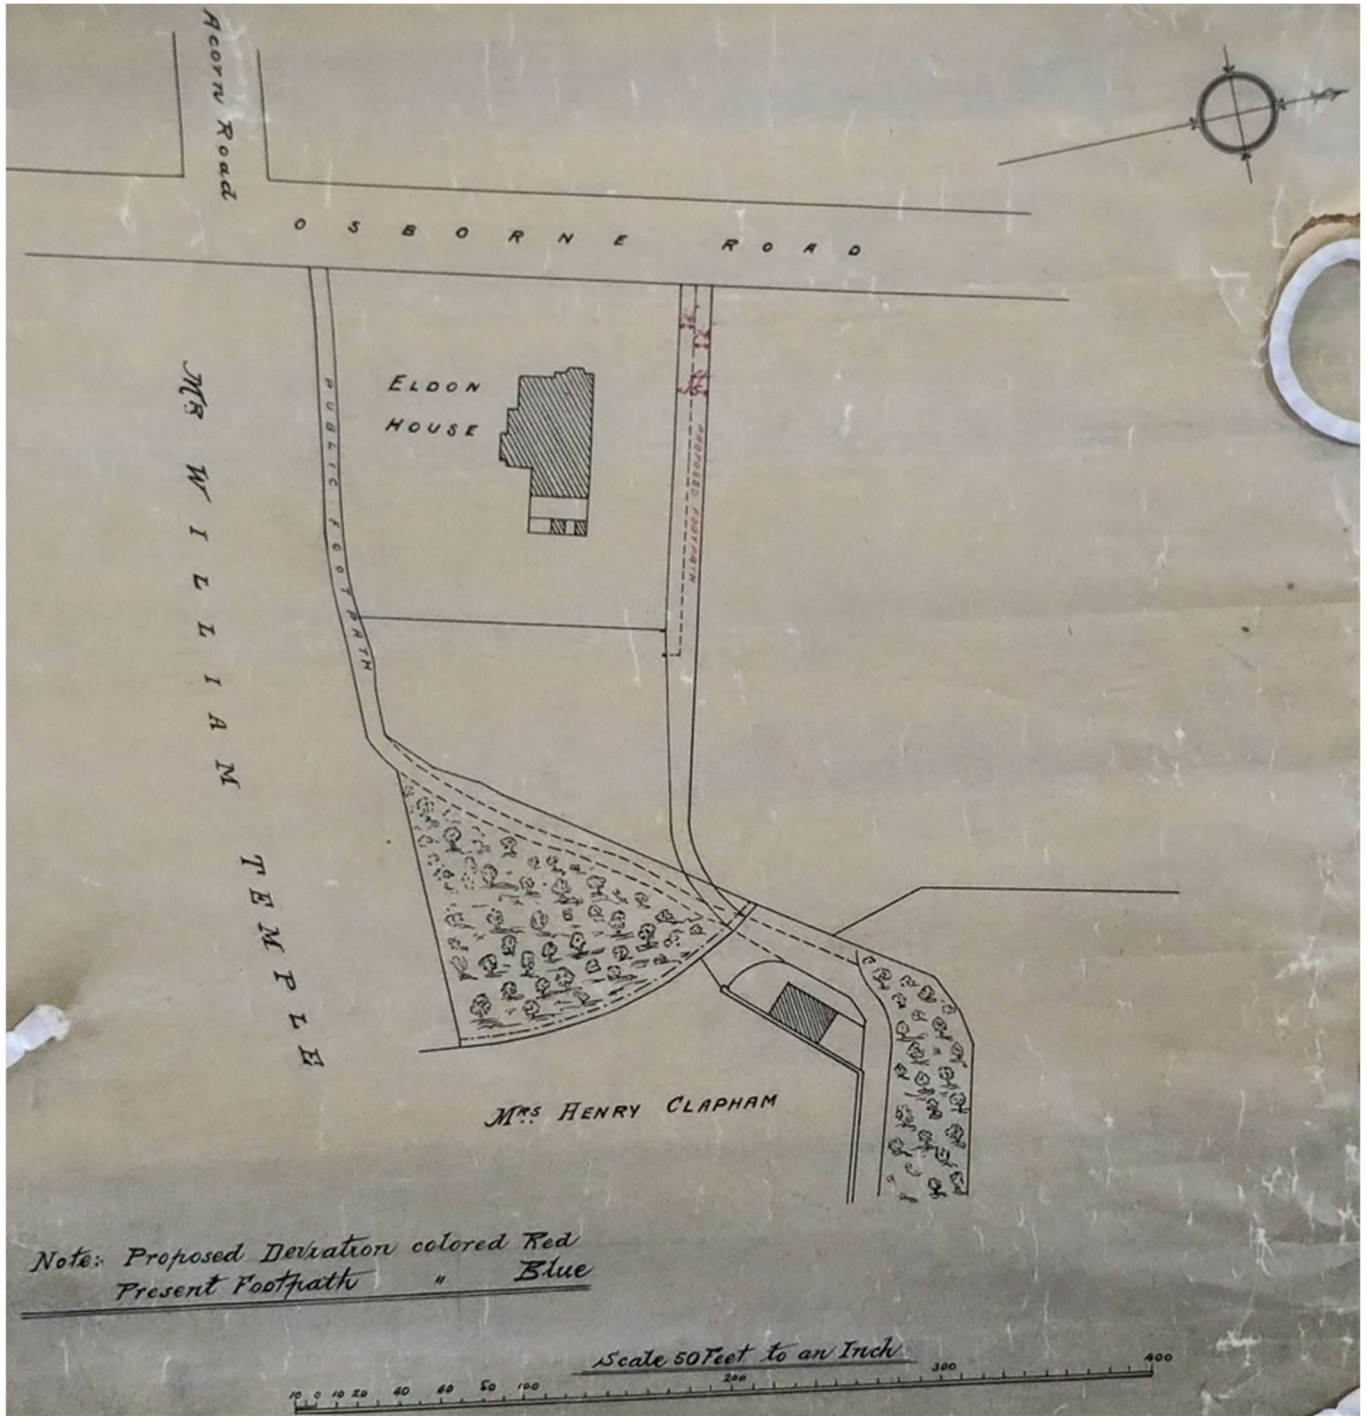 Acorn Road
OSBORNE ROAD
ELDON
HOUSE
PUBLIC FOOTPATH
PROPOSED FOOTPATH
MR WILLIAM TEMPLE
MRS HENRY CLAPHAM
Note:- Proposed Deviation colored Red
Present Footpath " Blue
Scale 50 Feet to an Inch
10 0 10 20 40 60 80 100 200 300 400